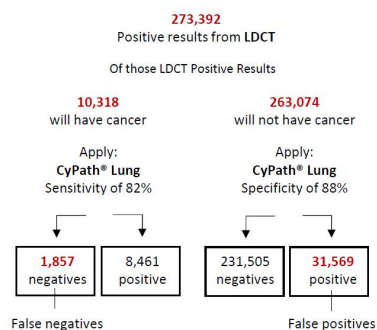 273,392
Positive results from LDCT
Of those LDCT Positive Results
10,318
will have cancer
263,074
will not have cancer
Apply:
CyPath® Lung
Sensitivity of 82%
Apply:
CyPath® Lung
Specificity of 88%
1,857
negatives
8,461
positive
231,505
negatives
31,569
positive
False negatives
False positives